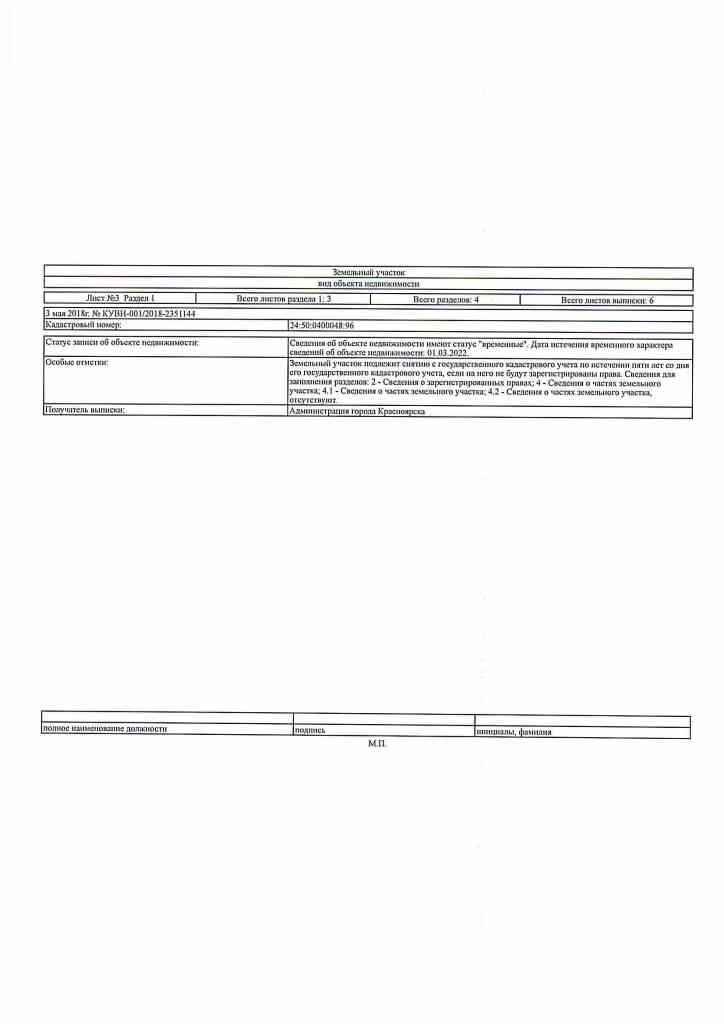 Земельный участок
вид объекта недвижимости
Лист №3 Раздел 1 Всего листов раздела 1: 3 Всего разделов: 4 Всего листов выписки: 6
3 мая 2018г. № КУВИ-001/2018-2351144
Кадастровый номер: 24:50:0400048:96
Статус записи об объекте недвижимости: Сведения об объекте недвижимости имеют статус "временные". Дата истечения временного характера
сведений об объекте недвижимости: 01.03.2022.
Особые отметки: Земельный участок подлежит снятию с государственного кадастрового учета по истечении пяти лет со дня
его государственного кадастрового учета, если на него не будут зарегистрированы права. Сведения для
заполнения разделов: 2 - Сведения о зарегистрированных правах; 4 - Сведения о частях земельного
участка; 4.1 - Сведения о частях земельного участка; 4.2 - Сведения о частях земельного участка,
отсутствуют.
Получатель выписки: Администрация города Красноярска
полное наименование должности подпись инициалы, фамилия
М.П.